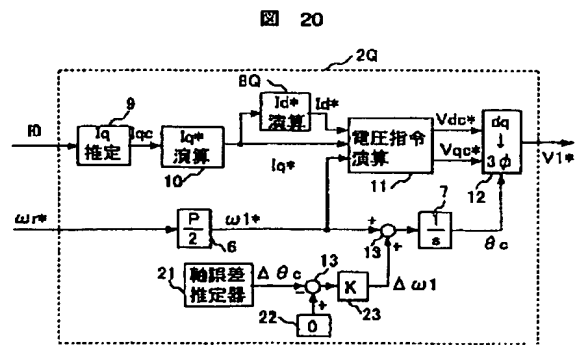 図 20
2Q
9
8Q
Iq
推定
Iqc
Iq*
演算
10
Id*
演算
Id*
Iq*
電圧指令
演算
11
Vdc*
Vqc*
dq
↓
3φ
12
V1*
I0
ωr*
P
2
6
ω1*
+
13
+
7
1
s
θc
軸誤差
推定器
21
Δθc
13
−
+
22
0
K
23
Δω1